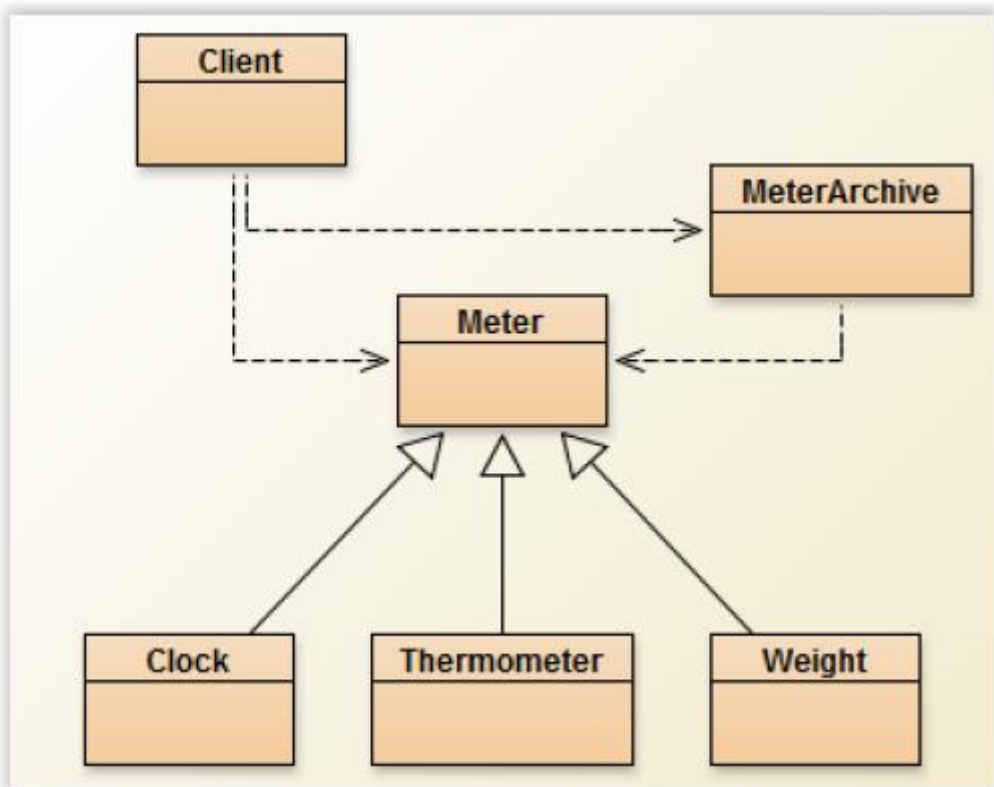 Client
MeterArchive
Meter
Clock
Thermometer
Weight